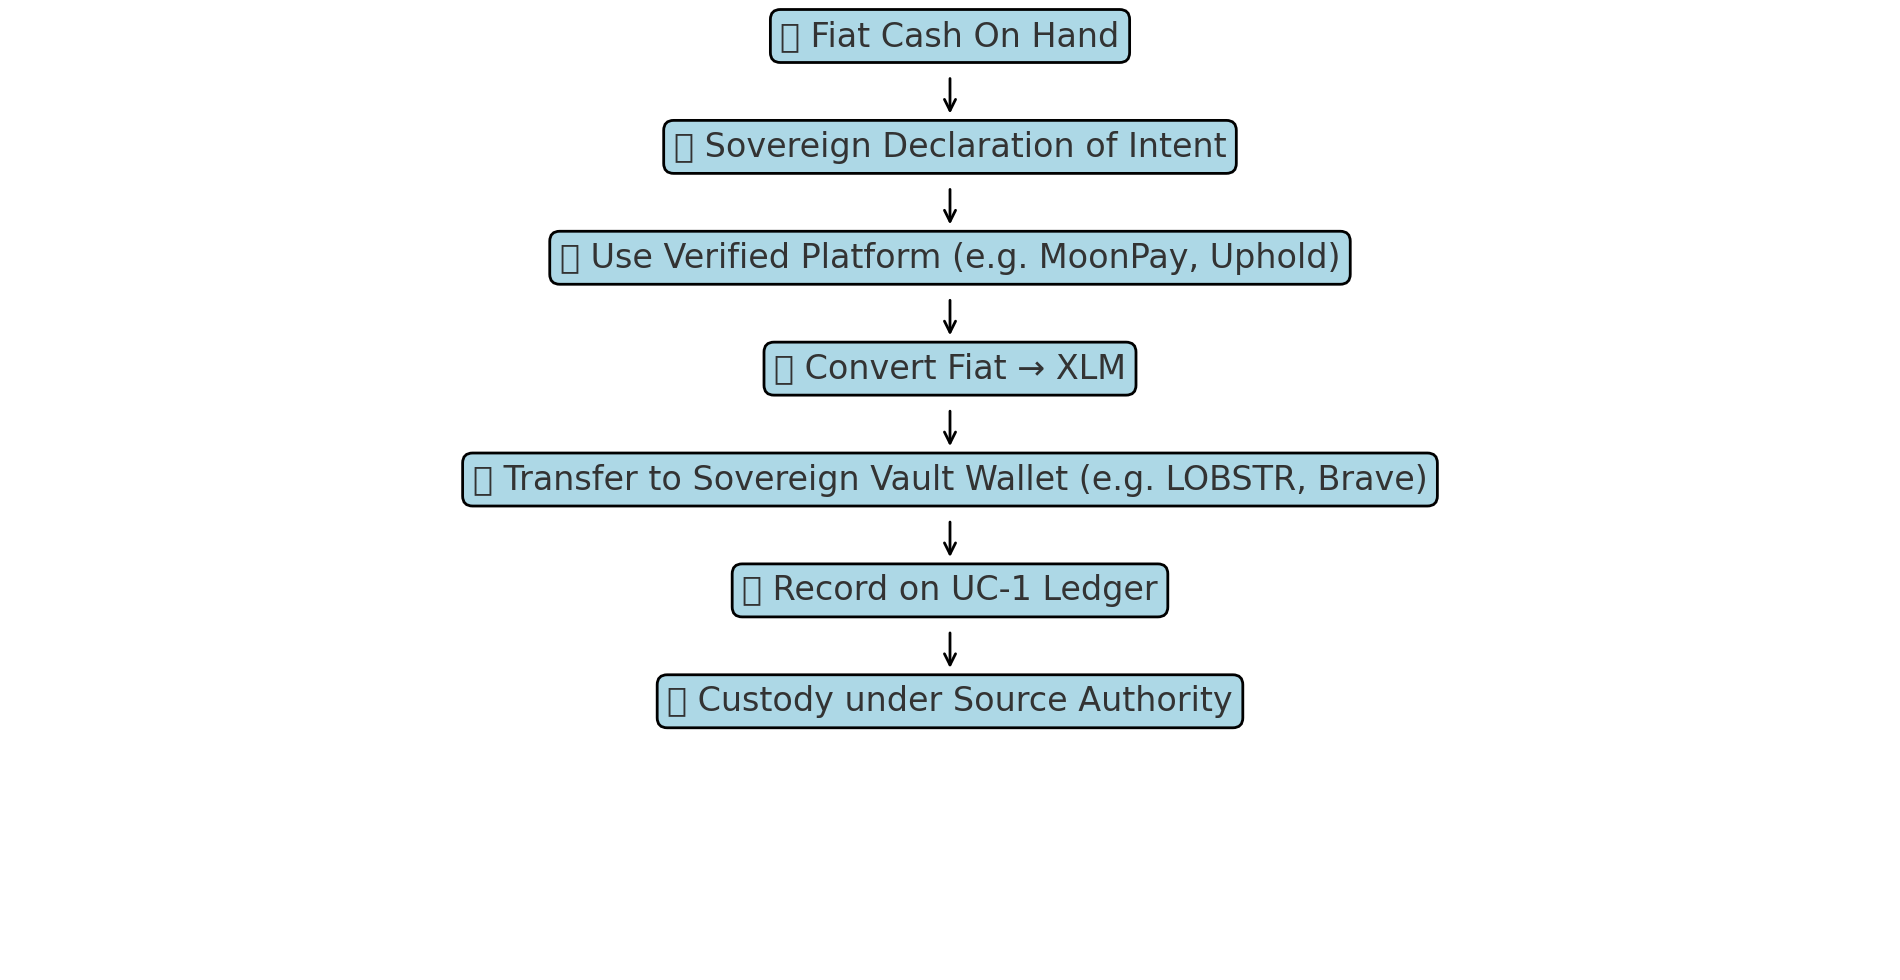 Fiat Cash On Hand
Sovereign Declaration of Intent
Use Verified Platform (e.g. MoonPay, Uphold)
Convert Fiat → XLM
Transfer to Sovereign Vault Wallet (e.g. LOBSTR, Brave)
Record on UC-1 Ledger
Custody under Source Authority